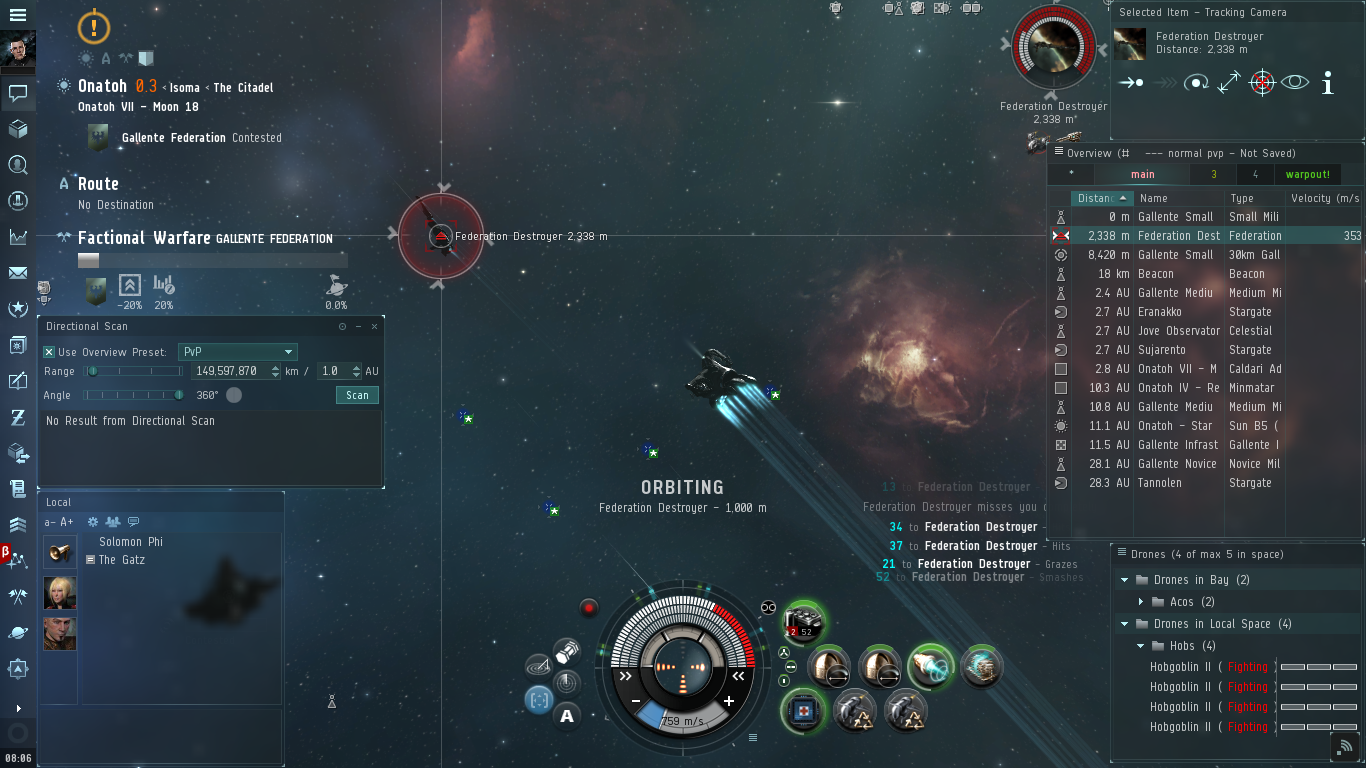 Onatoh 0.3 < Isoma < The Citadel
Onatoh VII - Moon 18
Gallente Federation Contested
Route
No Destination
Factional Warfare GALLENTE FEDERATION
-20% 20% 0.0%
Directional Scan
Use Overview Preset: PvP
Range 149,597,870 km / 1.0 AU
Angle 360° Scan
No Result from Directional Scan
Local
a- A+
Solomon Phi
The Gatz
β
08:06
Federation Destroyer 2,338 m
ORBITING
Federation Destroyer - 1,000 m
13 to Federation Destroyer -
Federation Destroyer misses you
34 to Federation Destroyer -
37 to Federation Destroyer - Hits
21 to Federation Destroyer - Grazes
52 to Federation Destroyer - Smashes
759 m/s
A
2 52
Federation Destroyer
2,338 m
Selected Item - Tracking Camera
Federation Destroyer
Distance: 2,338 m
Overview (⌗ --- normal pvp - Not Saved)
* main 3 4 warpout!
Distanc Name Type Velocity (m/s
0 m Gallente Small Small Mili
2,338 m Federation Dest Federation 353
8,420 m Gallente Small 30km Gall
18 km Beacon Beacon
2.4 AU Gallente Mediu Medium Mi
2.7 AU Eranakko Stargate
2.7 AU Jove Observator Celestial
2.7 AU Sujarento Stargate
2.8 AU Onatoh VII - M Caldari Ad
10.3 AU Onatoh IV - Re Minmatar
10.8 AU Gallente Mediu Medium Mi
11.1 AU Onatoh - Star Sun B5 (
11.5 AU Gallente Infrast Gallente I
28.1 AU Gallente Novice Novice Mil
28.3 AU Tannolen Stargate
Drones (4 of max 5 in space)
Drones in Bay (2)
Acos (2)
Drones in Local Space (4)
Hobs (4)
Hobgoblin II ( Fighting )
Hobgoblin II ( Fighting )
Hobgoblin II ( Fighting )
Hobgoblin II ( Fighting )